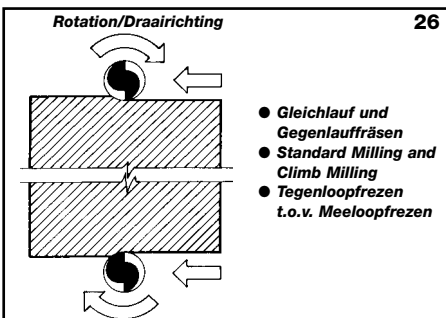 Rotation/Draairichting
26
● Gleichlauf und
Gegenlauffräsen
● Standard Milling and
Climb Milling
● Tegenloopfrezen
t.o.v. Meeloopfrezen